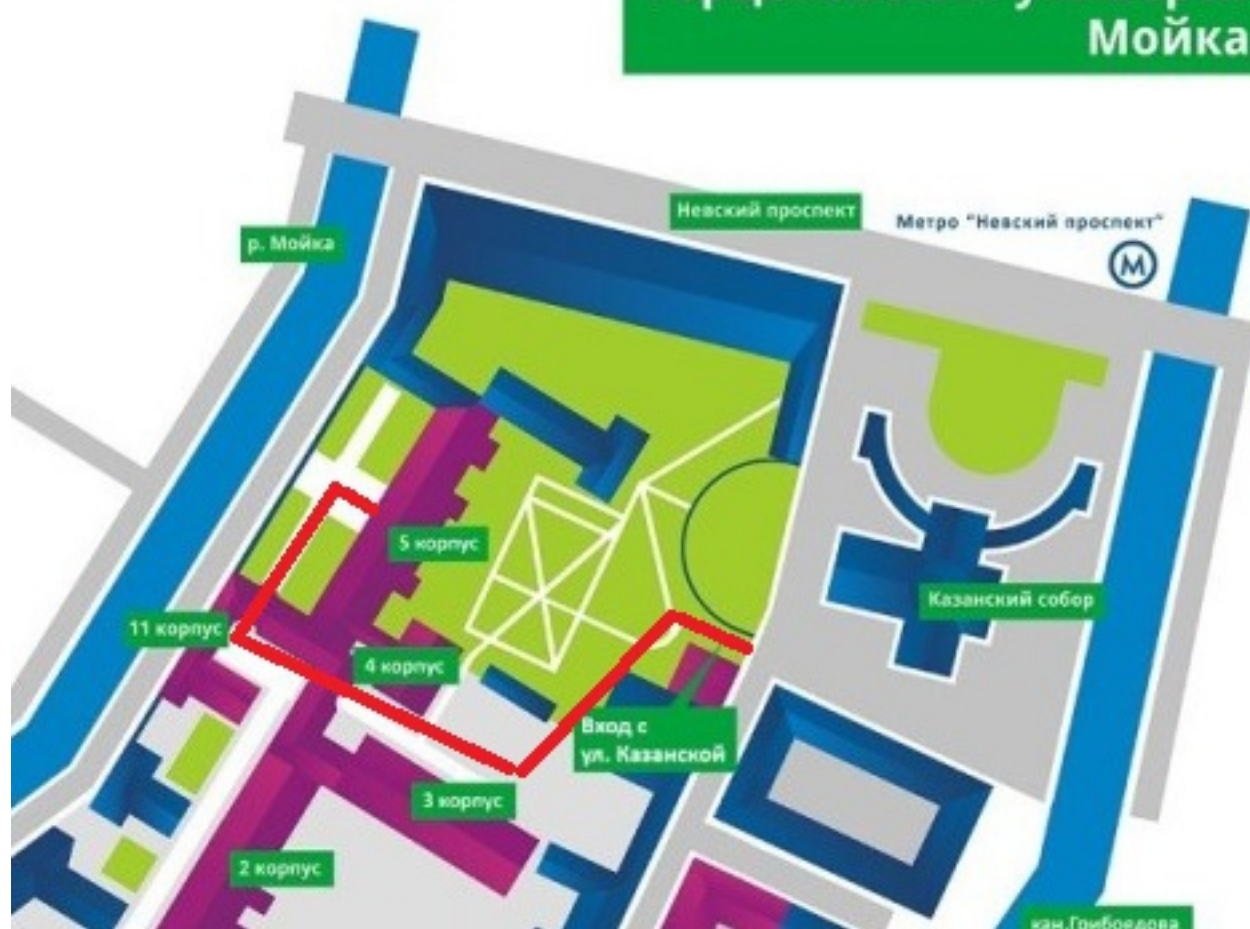 Мойка
Невский проспект
Метро "Невский проспект"
М
р. Мойка
5 корпус
Казанский собор
11 корпус
4 корпус
Вход с
ул. Казанской
3 корпус
2 корпус
кан.Грибоедова